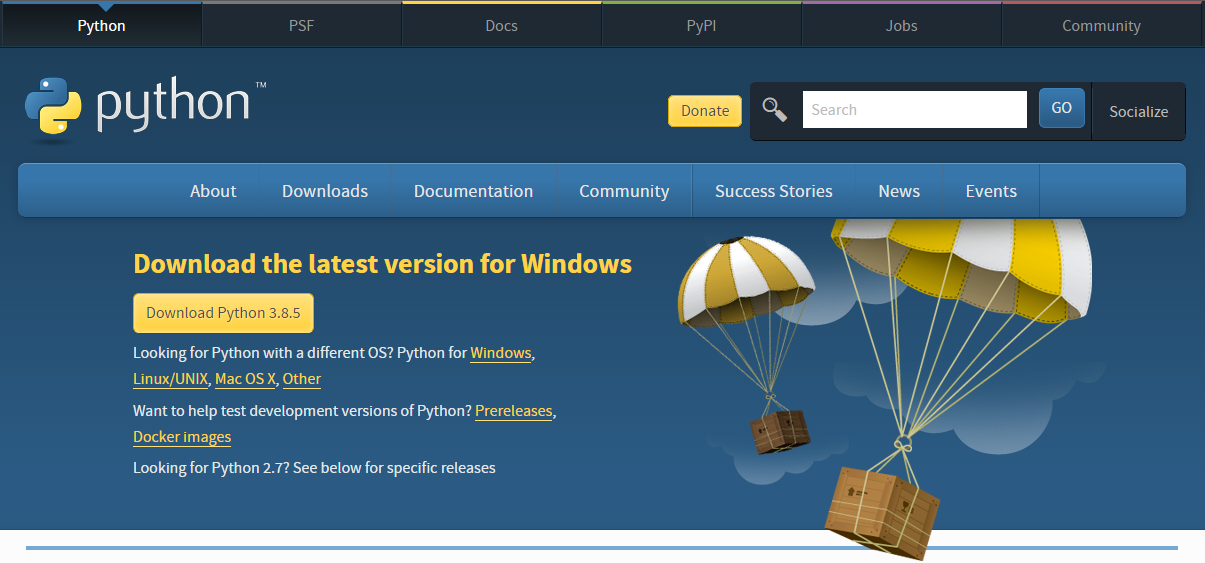 Python PSF Docs PyPI Jobs Community
python™
Donate Search GO Socialize
About Downloads Documentation Community Success Stories News Events
Download the latest version for Windows
Download Python 3.8.5
Looking for Python with a different OS? Python for Windows,
Linux/UNIX, Mac OS X, Other
Want to help test development versions of Python? Prereleases,
Docker images
Looking for Python 2.7? See below for specific releases